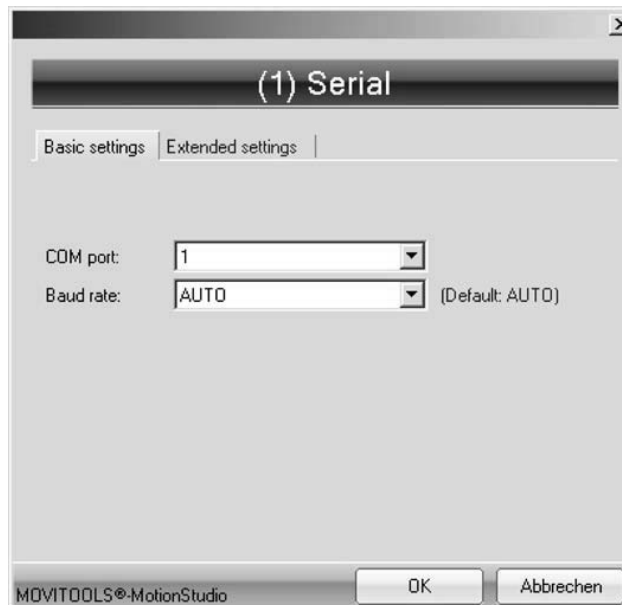 (1) Serial
Basic settings Extended settings
COM port: 1
Baud rate: AUTO (Default: AUTO)
MOVITOOLS®-MotionStudio OK Abbrechen